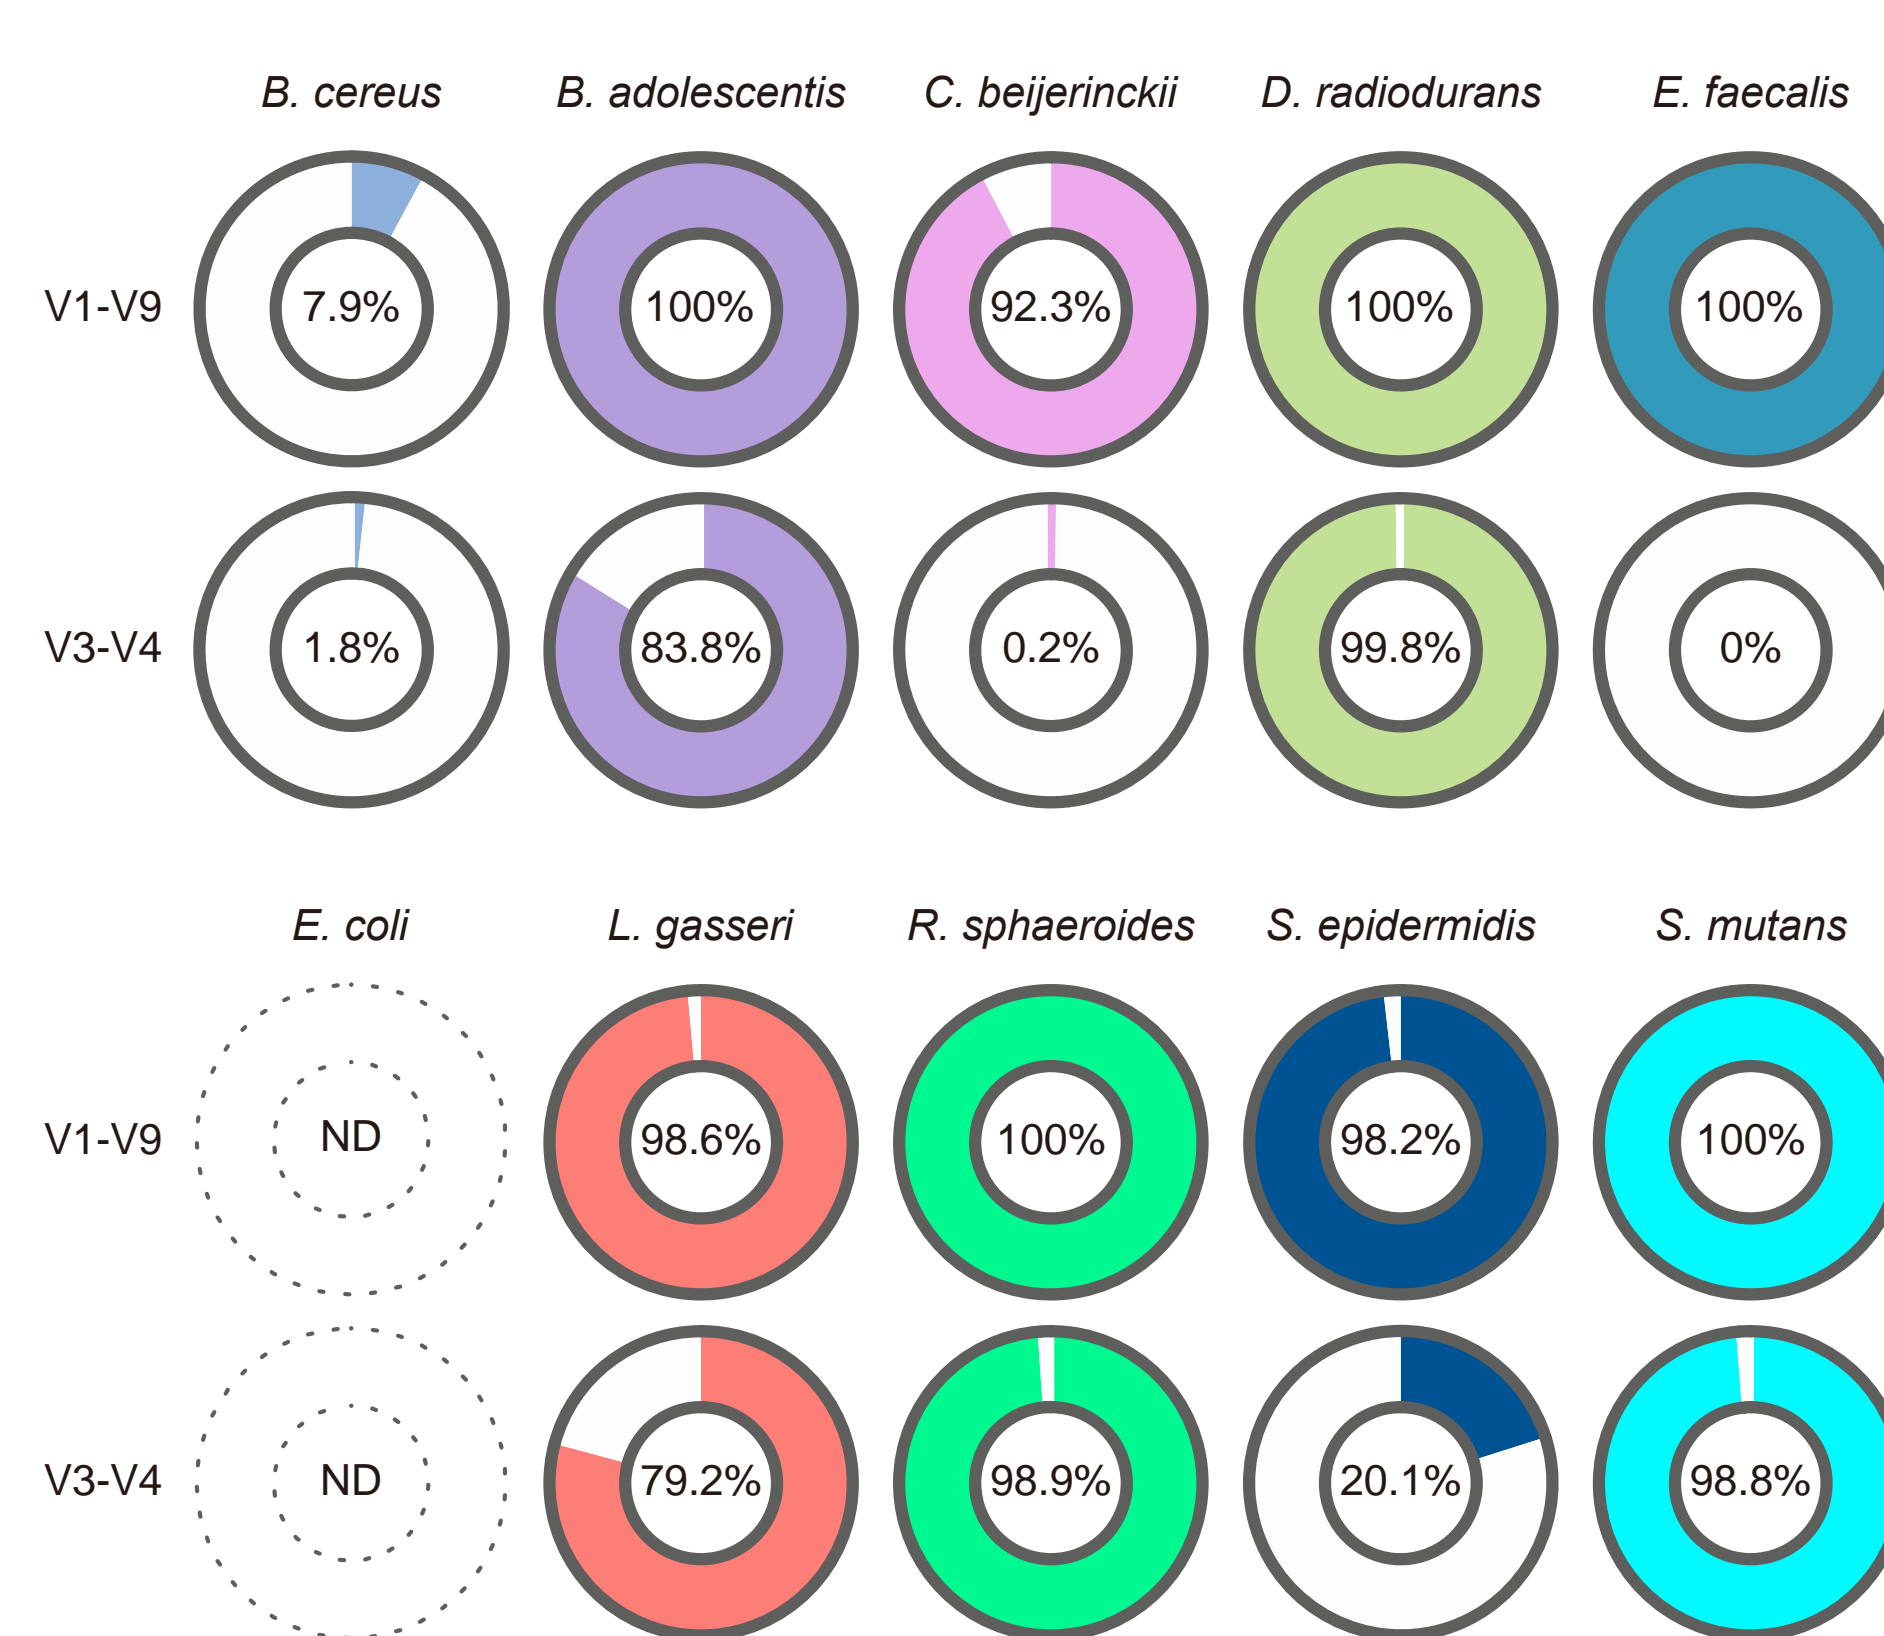 B. cereus B. adolescentis C. beijerinckii D. radiodurans E. faecalis
V1-V9 7.9% 100% 92.3% 100% 100%
V3-V4 1.8% 83.8% 0.2% 99.8% 0%
E. coli L. gasseri R. sphaeroides S. epidermidis S. mutans
V1-V9 ND 98.6% 100% 98.2% 100%
V3-V4 ND 79.2% 98.9% 20.1% 98.8%